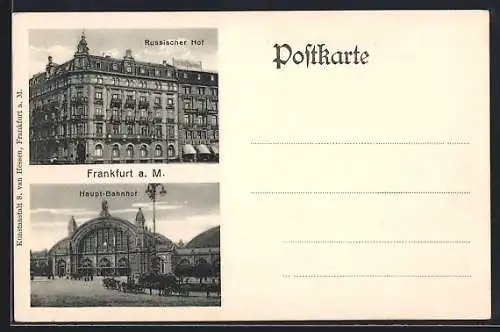 Russischer Hof
Frankfurt a. M.
Haupt-Bahnhof
Kunstanstalt S. van Hessen, Frankfurt a. M.
Postkarte